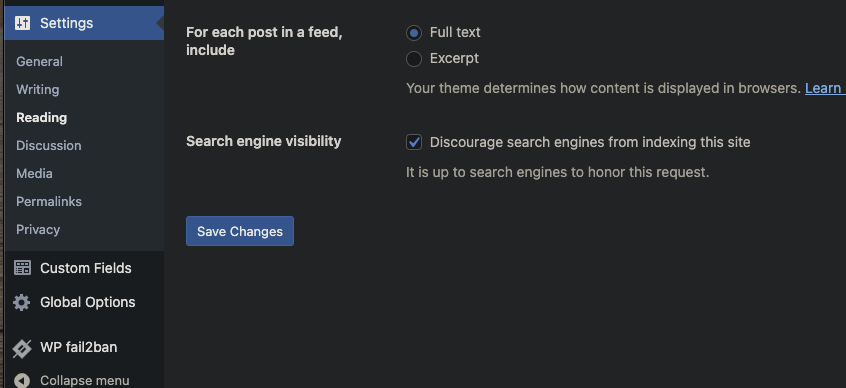 Settings
General
Writing
Reading
Discussion
Media
Permalinks
Privacy
Custom Fields
Global Options
WP fail2ban
Collapse menu
For each post in a feed,
include
Full text
Excerpt
Your theme determines how content is displayed in browsers. Learn
Search engine visibility
Discourage search engines from indexing this site
It is up to search engines to honor this request.
Save Changes